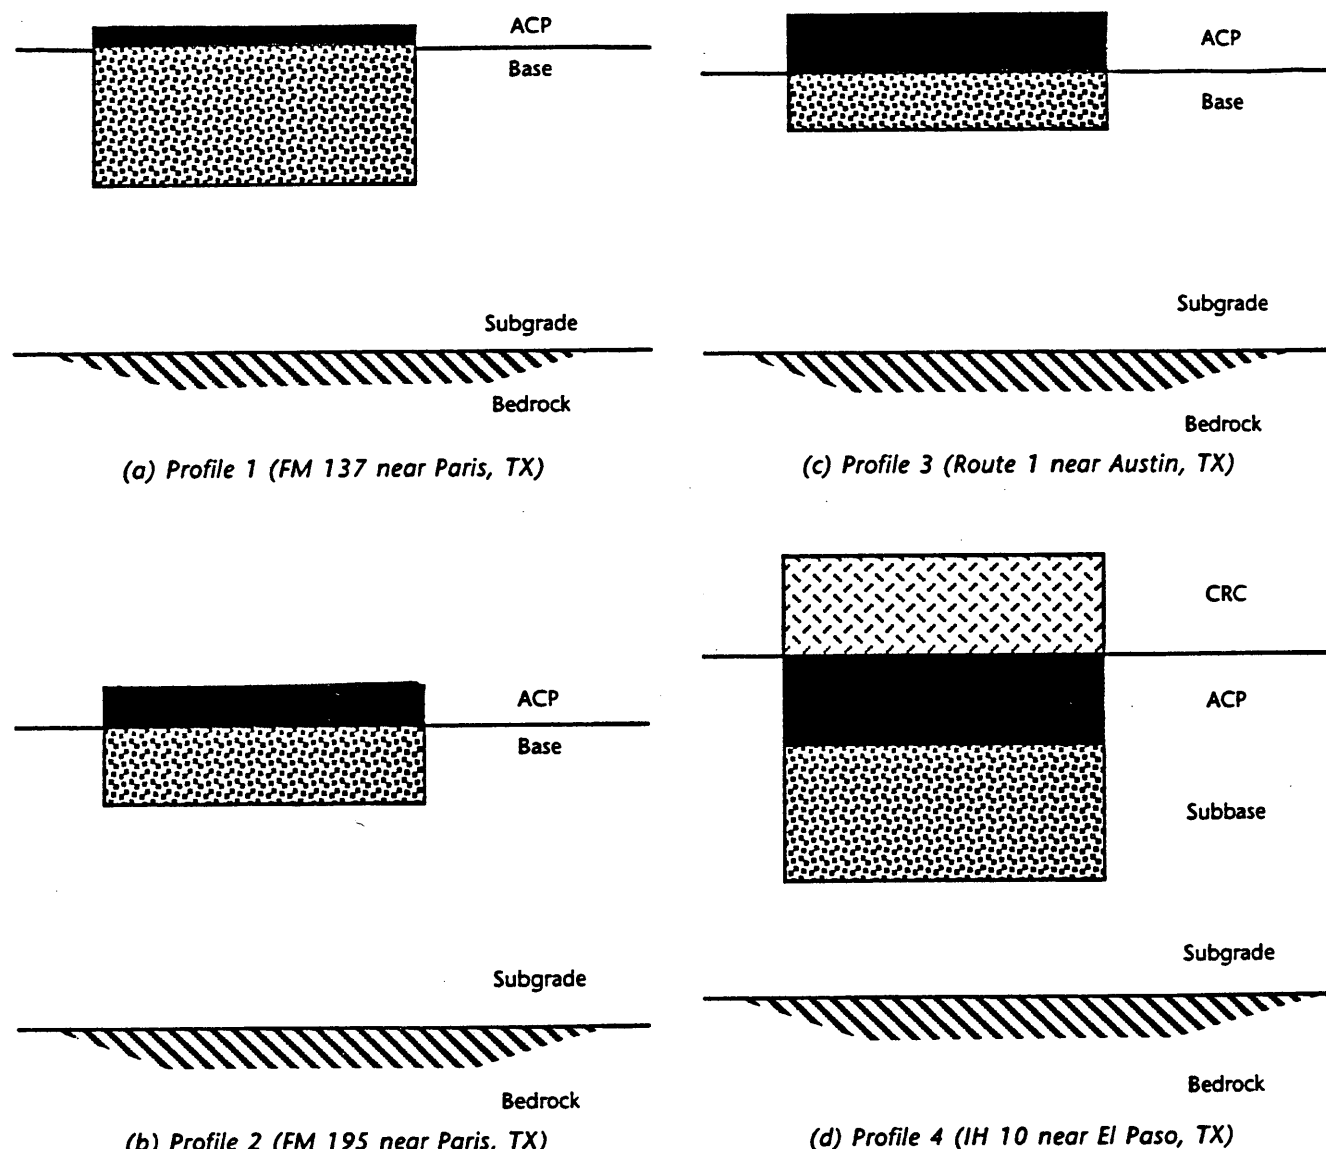 ACP
Base
Subgrade
Bedrock
(a) Profile 1 (FM 137 near Paris, TX)
ACP
Base
Subgrade
Bedrock
(c) Profile 3 (Route 1 near Austin, TX)
ACP
Base
Subgrade
Bedrock
(b) Profile 2 (FM 195 near Paris, TX)
CRC
ACP
Subbase
Subgrade
Bedrock
(d) Profile 4 (IH 10 near El Paso, TX)